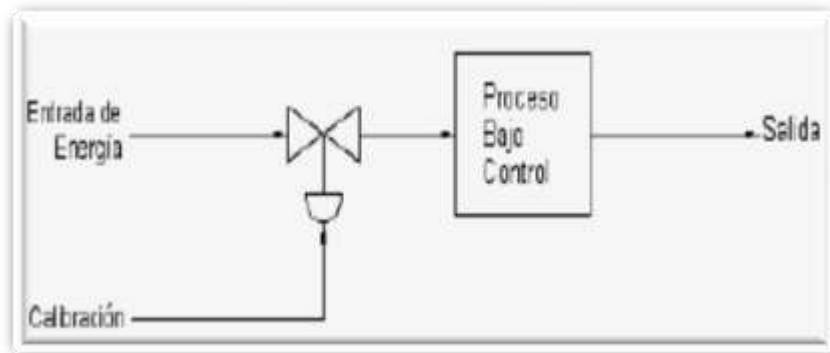 Entrada de
Energía
Proceso
Bajo
Control
Salida
Calibración